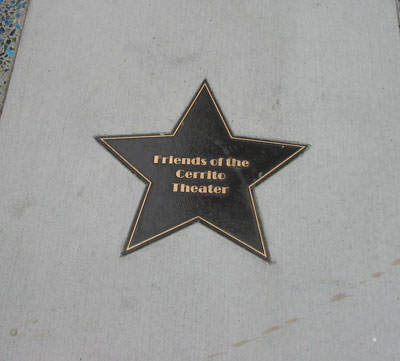 Friends of the
Cerrito
Theater